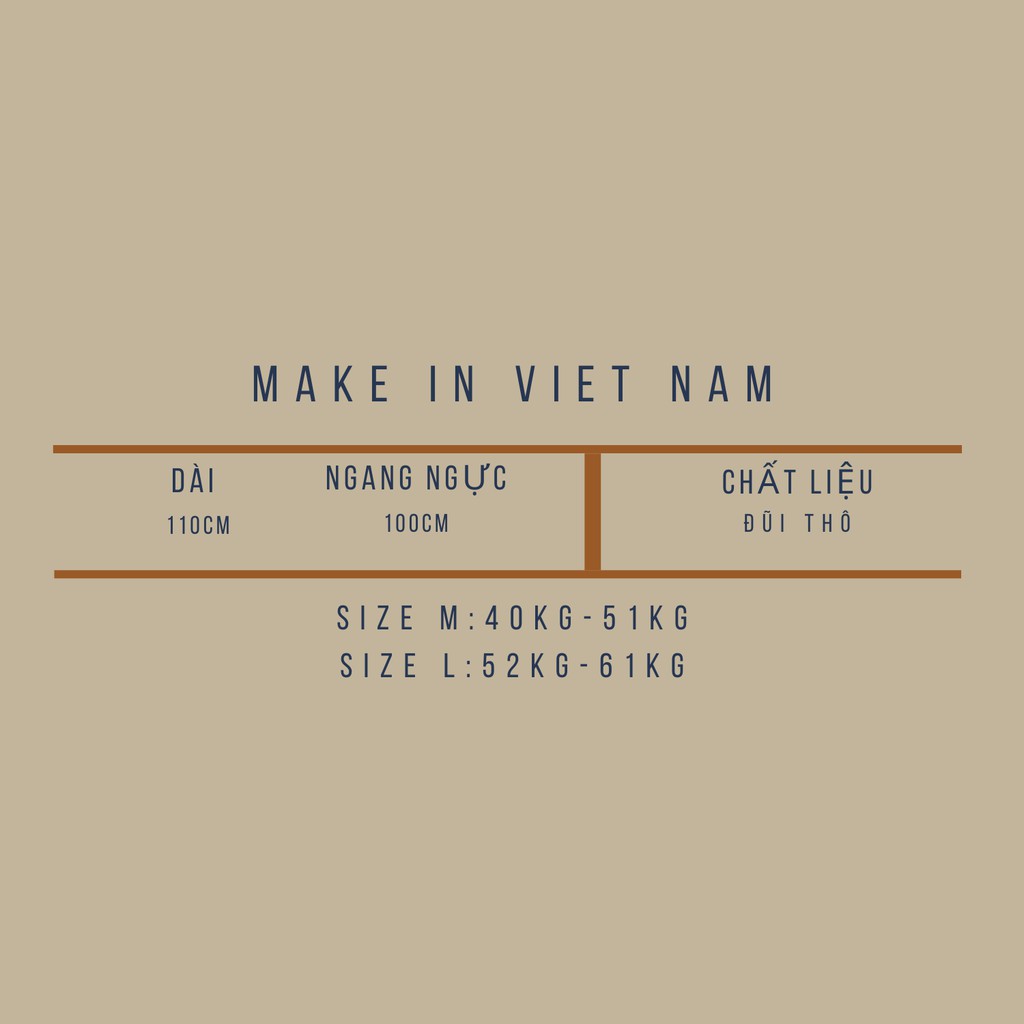 MAKE IN VIET NAM
DÀI NGANG NGỰC CHẤT LIỆU
110CM 100CM ĐŨI THÔ
SIZE M:40KG-51KG
SIZE L:52KG-61KG